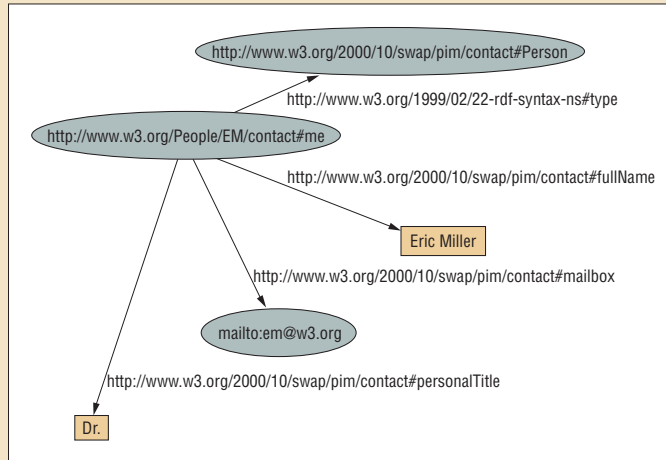 http://www.w3.org/2000/10/swap/pim/contact#Person
http://www.w3.org/1999/02/22-rdf-syntax-ns#type
http://www.w3.org/People/EM/contact#me
http://www.w3.org/2000/10/swap/pim/contact#fullName
Eric Miller
http://www.w3.org/2000/10/swap/pim/contact#mailbox
mailto:em@w3.org
http://www.w3.org/2000/10/swap/pim/contact#personalTitle
Dr.